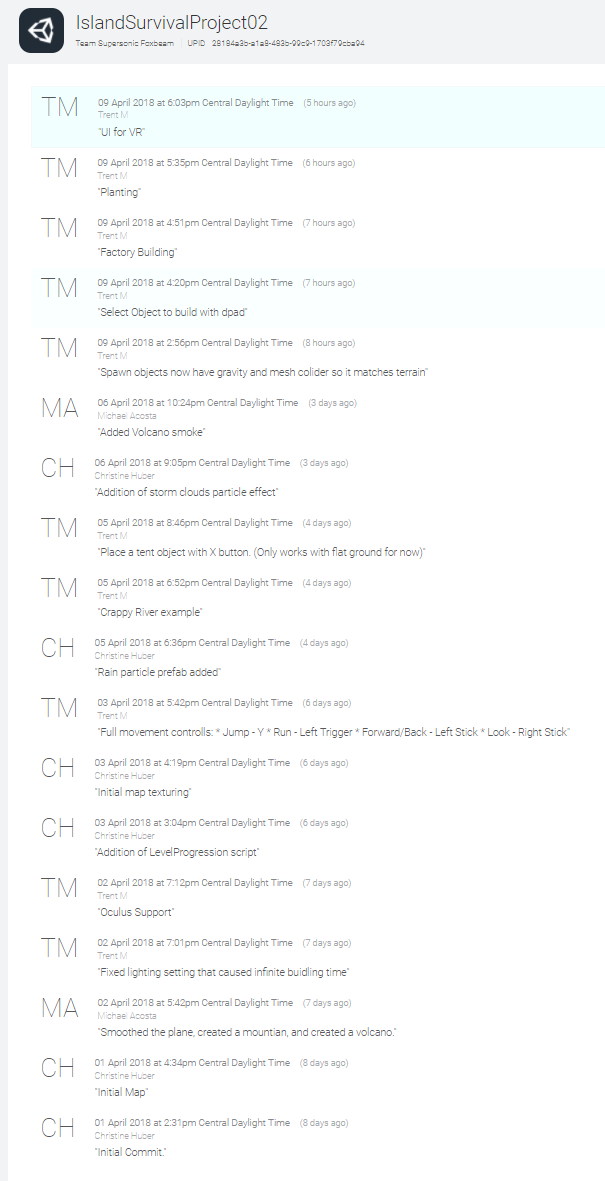 IslandSurvivalProject02
Team Supersonic Foxbeam | UPID 28184a3b-a1a8-483b-99c9-1703f79cba94
TM 09 April 2018 at 6:03pm Central Daylight Time (5 hours ago)
Trent M
"UI for VR"
TM 09 April 2018 at 5:35pm Central Daylight Time (6 hours ago)
Trent M
"Planting"
TM 09 April 2018 at 4:51pm Central Daylight Time (7 hours ago)
Trent M
"Factory Building"
TM 09 April 2018 at 4:20pm Central Daylight Time (7 hours ago)
Trent M
"Select Object to build with dpad"
TM 09 April 2018 at 2:56pm Central Daylight Time (8 hours ago)
Trent M
"Spawn objects now have gravity and mesh colider so it matches terrain"
MA 06 April 2018 at 10:24pm Central Daylight Time (3 days ago)
Michael Acosta
"Added Volcano smoke"
CH 06 April 2018 at 9:05pm Central Daylight Time (3 days ago)
Christine Huber
"Addition of storm clouds particle effect"
TM 05 April 2018 at 8:46pm Central Daylight Time (4 days ago)
Trent M
"Place a tent object with X button. (Only works with flat ground for now)"
TM 05 April 2018 at 6:52pm Central Daylight Time (4 days ago)
Trent M
"Crappy River example"
CH 05 April 2018 at 6:36pm Central Daylight Time (4 days ago)
Christine Huber
"Rain particle prefab added"
TM 03 April 2018 at 5:42pm Central Daylight Time (6 days ago)
Trent M
"Full movement controlls: * Jump - Y * Run - Left Trigger * Forward/Back - Left Stick * Look - Right Stick"
CH 03 April 2018 at 4:19pm Central Daylight Time (6 days ago)
Christine Huber
"Initial map texturing"
CH 03 April 2018 at 3:04pm Central Daylight Time (6 days ago)
Christine Huber
"Addition of LevelProgression script"
TM 02 April 2018 at 7:12pm Central Daylight Time (7 days ago)
Trent M
"Oculus Support"
TM 02 April 2018 at 7:01pm Central Daylight Time (7 days ago)
Trent M
"Fixed lighting setting that caused infinite buidling time"
MA 02 April 2018 at 5:42pm Central Daylight Time (7 days ago)
Michael Acosta
"Smoothed the plane, created a mountian, and created a volcano."
CH 01 April 2018 at 4:34pm Central Daylight Time (8 days ago)
Christine Huber
"Initial Map"
CH 01 April 2018 at 2:31pm Central Daylight Time (8 days ago)
Christine Huber
"Initial Commit."